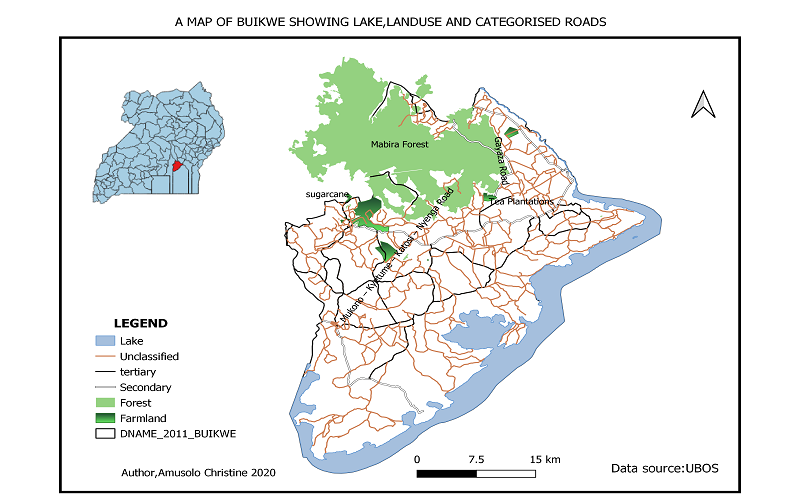 A MAP OF BUIKWE SHOWING LAKE,LANDUSE AND CATEGORISED ROADS
Mabira Forest
Gayaza Road
sugarcane
Tea Plantations
Mukono – Kyetume – Katosi – Nyenga Road
LEGEND
Lake
Unclassified
tertiary
Secondary
Forest
Farmland
DNAME_2011_BUIKWE
Author,Amusolo Christine 2020
0 7.5 15 km
Data source:UBOS